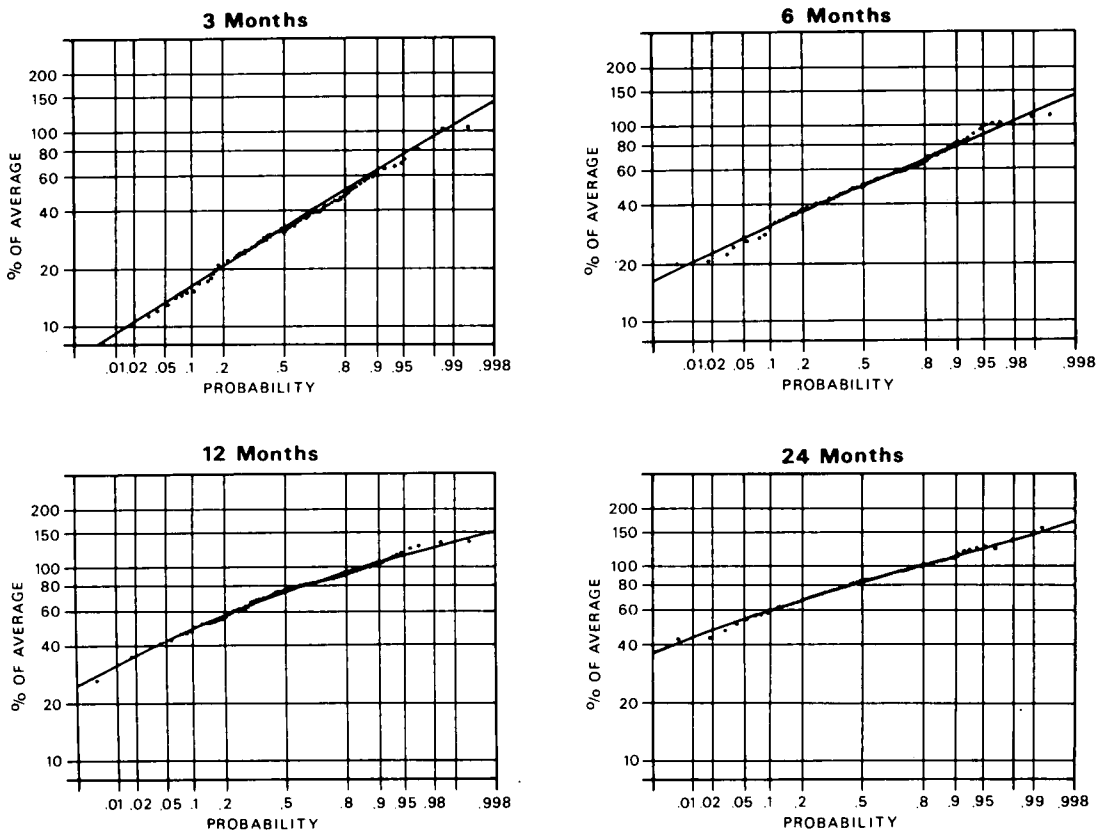 3 Months
200
150
100
80
60
40
20
10
% OF AVERAGE
.01 .02 .05 .1 .2 .5 .8 .9 .95 .99 .998
PROBABILITY
6 Months
200
150
100
80
60
40
20
10
% OF AVERAGE
.01 .02 .05 .1 .2 .5 .8 .9 .95 .98 .998
PROBABILITY
12 Months
200
150
100
80
60
40
20
10
% OF AVERAGE
.01 .02 .05 .1 .2 .5 .8 .9 .95 .98 .998
PROBABILITY
24 Months
200
150
100
80
60
40
20
10
% OF AVERAGE
.01 .02 .05 .1 .2 .5 .8 .9 .95 .99 .998
PROBABILITY